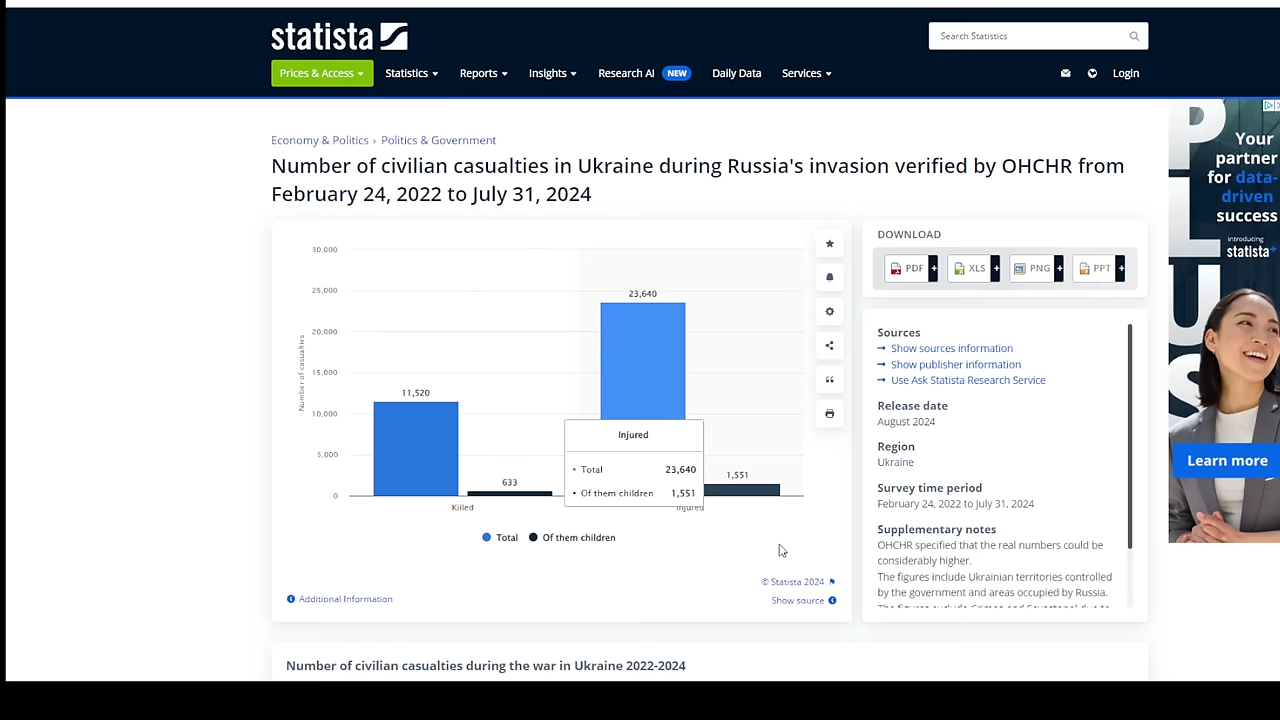 statista
Search Statistics
Prices & Access
Statistics
Reports
Insights
Research AI NEW
Daily Data
Services
Login
Economy & Politics › Politics & Government
Number of civilian casualties in Ukraine during Russia's invasion verified by OHCHR from
February 24, 2022 to July 31, 2024
Number of casualties
30,000
25,000
20,000
15,000
10,000
5,000
0
11,520
633
23,640
1,551
Injured
• Total 23,640
• Of them children 1,551
Killed
Injured
Total
Of them children
© Statista 2024
Additional Information
Show source
DOWNLOAD
PDF +
XLS +
PNG +
PPT +
Sources
→ Show sources information
→ Show publisher information
→ Use Ask Statista Research Service
Release date
August 2024
Region
Ukraine
Survey time period
February 24, 2022 to July 31, 2024
Supplementary notes
OHCHR specified that the real numbers could be
considerably higher.
The figures include Ukrainian territories controlled
by the government and areas occupied by Russia.
Your
partner
for data-
driven
success
introducing
statista+
Learn more
Number of civilian casualties during the war in Ukraine 2022-2024